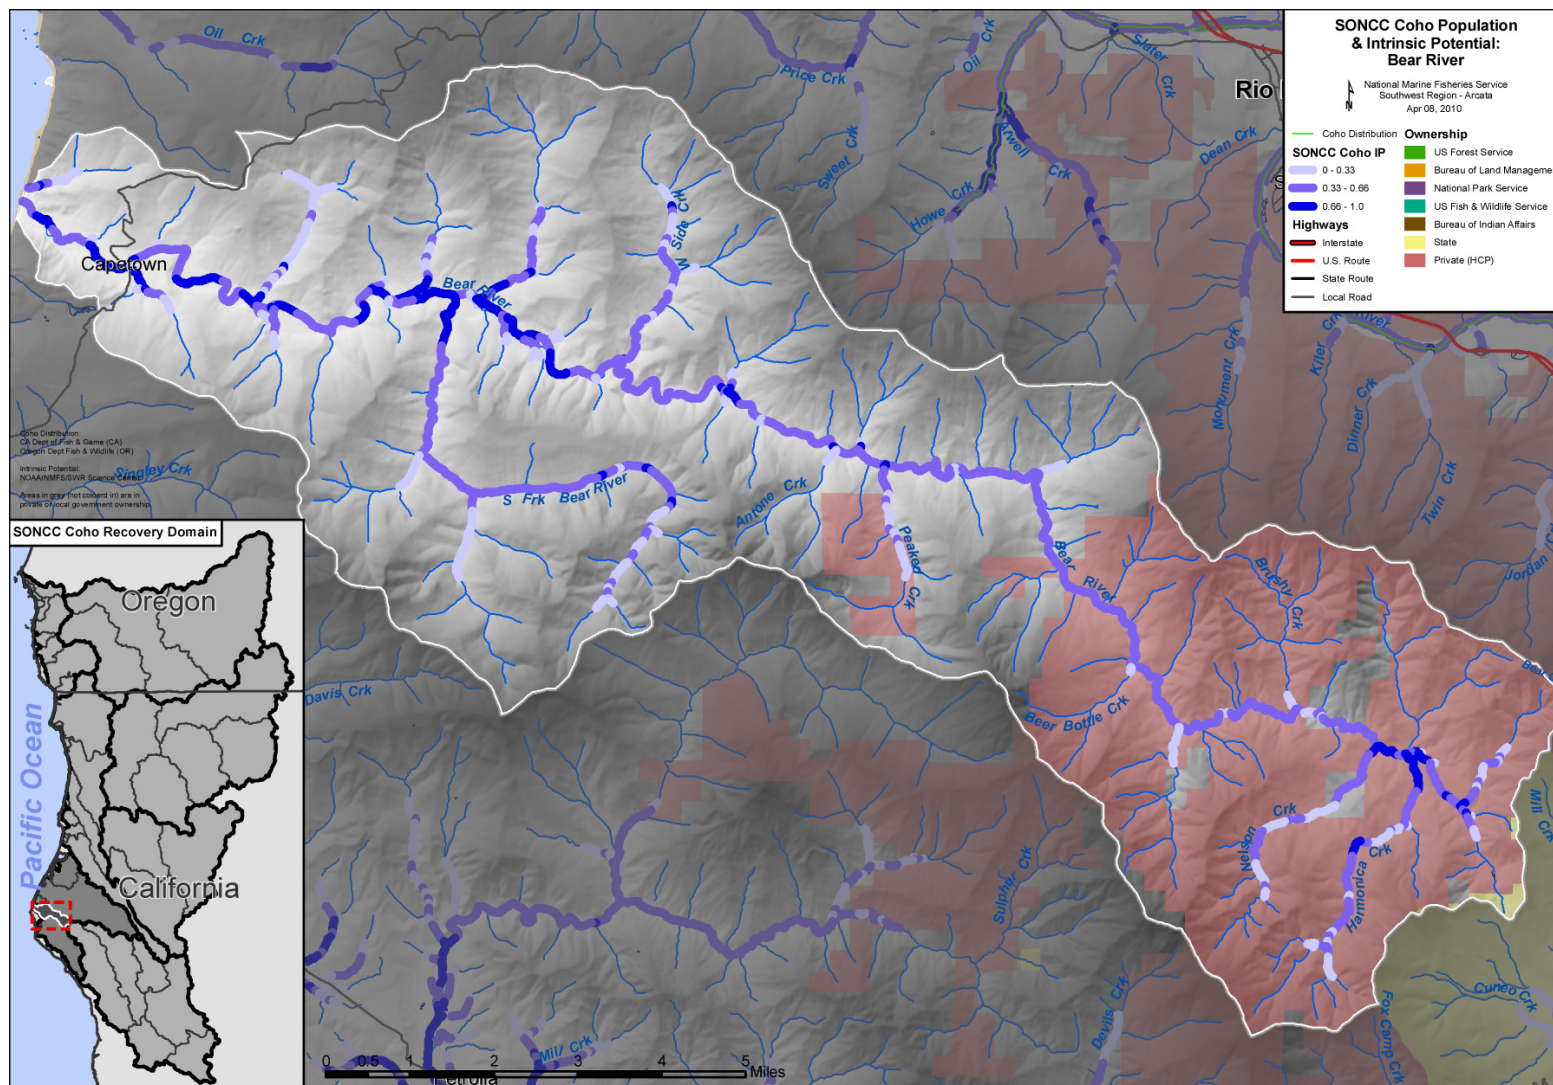 SONCC Coho Population
& Intrinsic Potential:
Bear River
National Marine Fisheries Service
Southwest Region - Arcata
Apr 08, 2010
N
Coho Distribution
SONCC Coho IP
0 - 0.33
0.33 - 0.66
0.66 - 1.0
Highways
Interstate
U.S. Route
State Route
Local Road
Ownership
US Forest Service
Bureau of Land Manageme
National Park Service
US Fish & Wildlife Service
Bureau of Indian Affairs
State
Private (HCP)
Oil Crk
Price Crk
Oil Crk
Slater Crk
Rio
Sweet Crk
Howe Crk
Atwell Crk
Dean Crk
W Side Crk
Capetown
Bear River
Monument Crk
Kiler Crk
River
Dinner Crk
Twin Crk
Jordan
Coho Distribution:
CA Dept of Fish & Game (CA)
Oregon Dept Fish & Wildlife (OR)
Intrinsic Potential:
NOAA/NMFS/SWR Science Center
Areas in grey (not colored in) are in
private or local government ownership.
Singley Crk
S Frk Bear River
Antone Crk
Peaked Crk
Bear River
Brushy Crk
Beer Bottle Crk
Davis Crk
Nelson Crk
Harmonica Crk
Mill Crk
Sulphur Crk
Devils Crk
Fox Camp Crk
Cuneo Crk
Mill Crk
Petrolia
SONCC Coho Recovery Domain
Oregon
California
Pacific Ocean
0 0.5 1 2 3 4 5
Miles